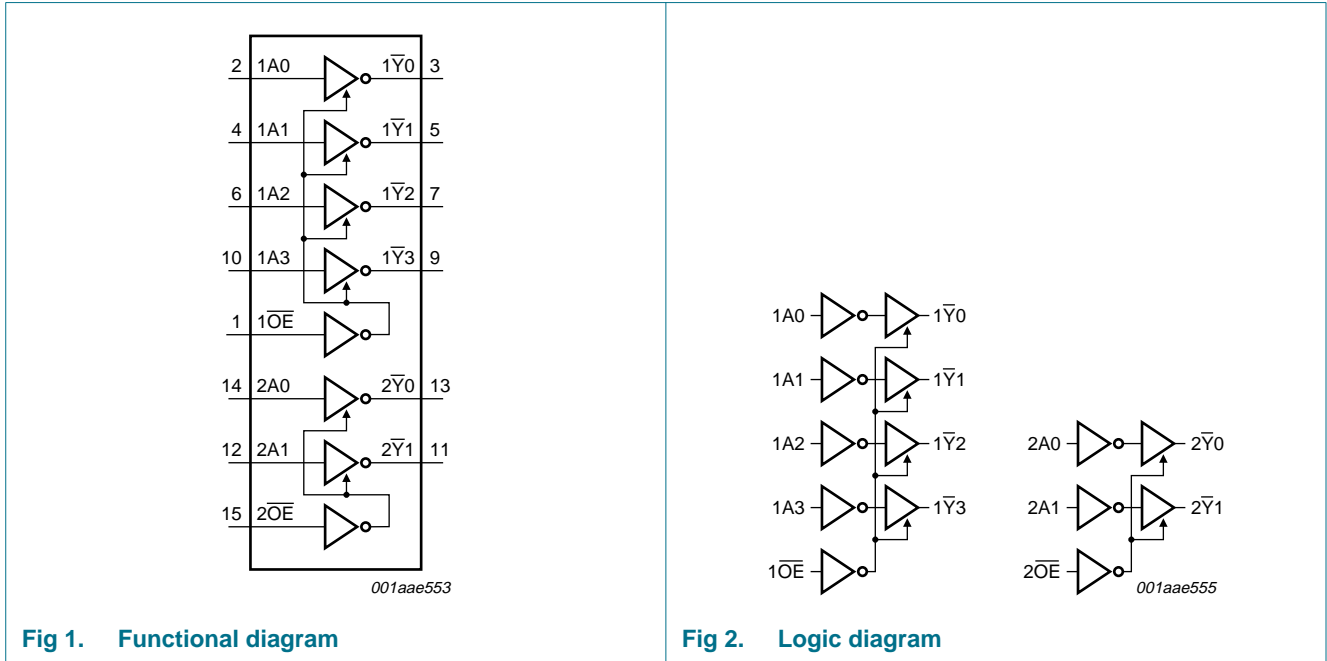 2 1A0 1Y̅0 3
4 1A1 1Y̅1 5
6 1A2 1Y̅2 7
10 1A3 1Y̅3 9
1 1O̅E̅
14 2A0 2Y̅0 13
12 2A1 2Y̅1 11
15 2O̅E̅
001aae553
Fig 1. Functional diagram
1A0 1Y̅0
1A1 1Y̅1
1A2 1Y̅2
1A3 1Y̅3
1O̅E̅
2A0 2Y̅0
2A1 2Y̅1
2O̅E̅
001aae555
Fig 2. Logic diagram